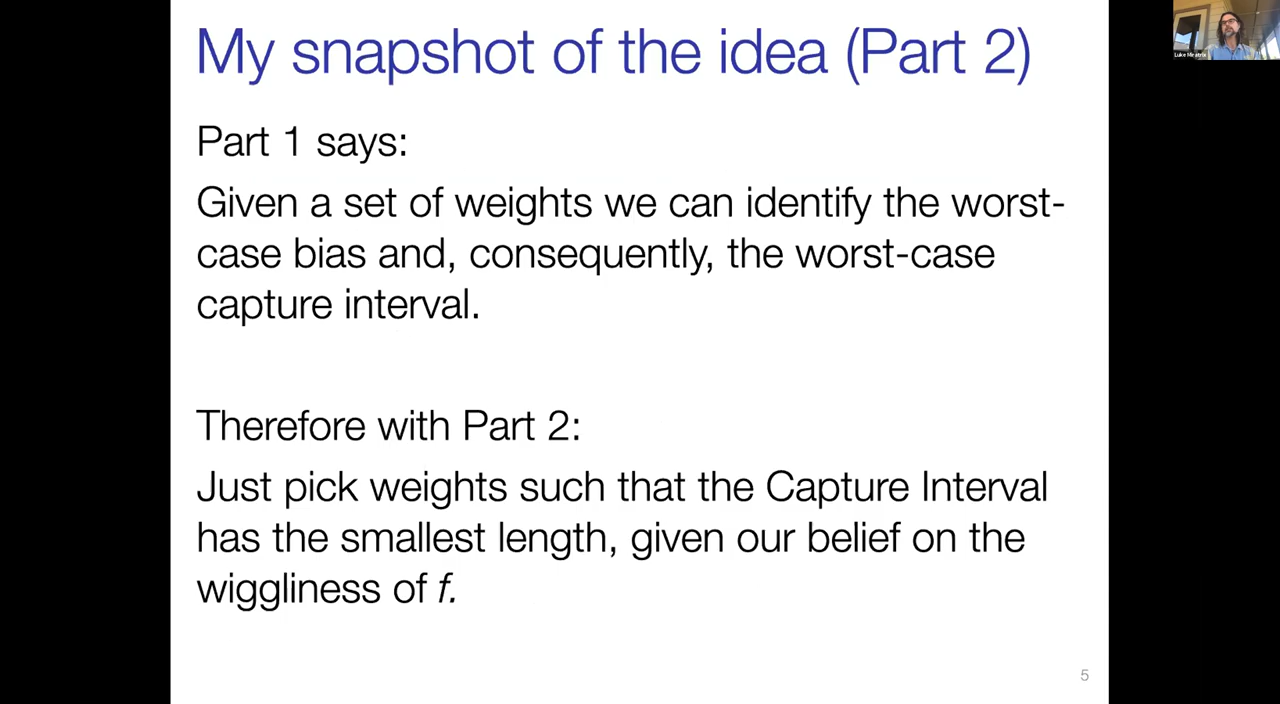 My snapshot of the idea (Part 2)
Part 1 says:
Given a set of weights we can identify the worst-
case bias and, consequently, the worst-case
capture interval.
Therefore with Part 2:
Just pick weights such that the Capture Interval
has the smallest length, given our belief on the
wiggliness of f.
5
Luke Miratrix